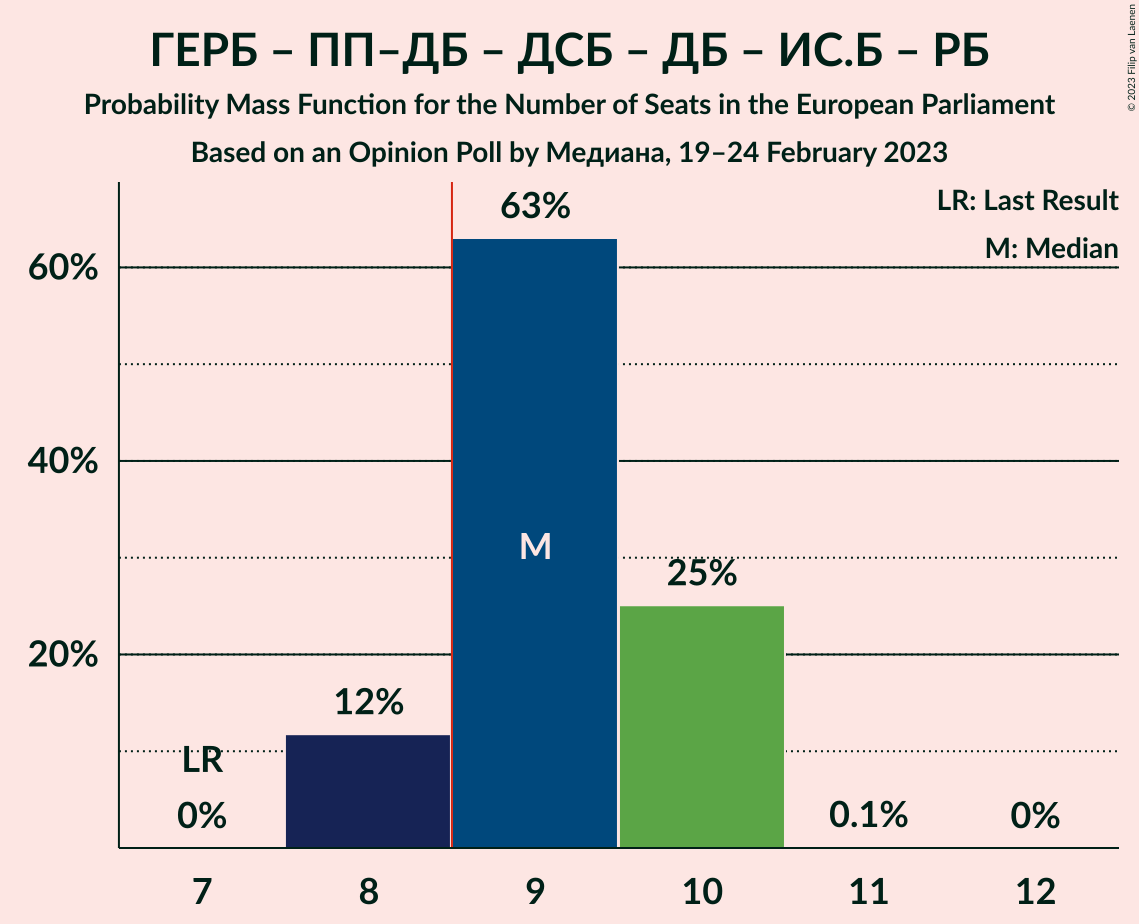 ГЕРБ – ПП–ДБ – ДСБ – ДБ – ИС.Б – РБ
Probability Mass Function for the Number of Seats in the European Parliament
Based on an Opinion Poll by Медиана, 19–24 February 2023
© 2023 Filip van Laenen
LR: Last Result
M: Median
63%
60%
40%
M
25%
20%
12%
LR
0%
0.1%
0%
7 8 9 10 11 12